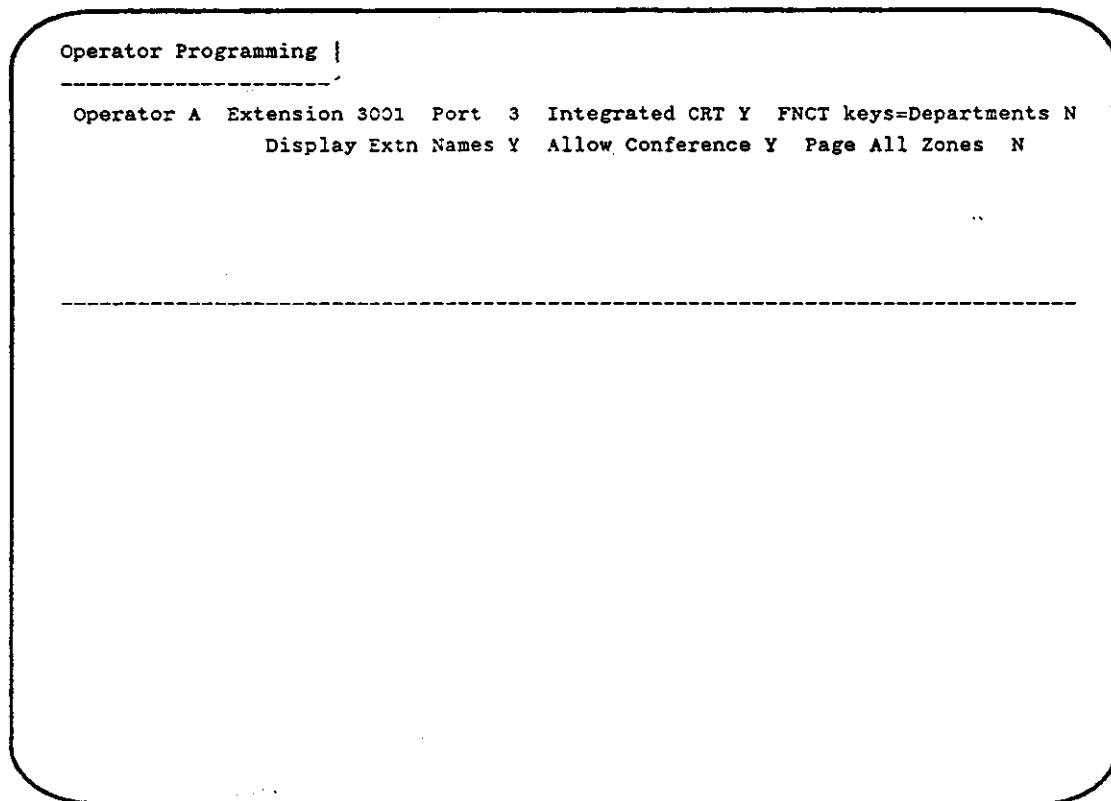 Operator Programming |
----------------------
Operator A Extension 3001 Port 3 Integrated CRT Y FNCT keys=Departments N
Display Extn Names Y Allow Conference Y Page All Zones N
--------------------------------------------------------------------------------